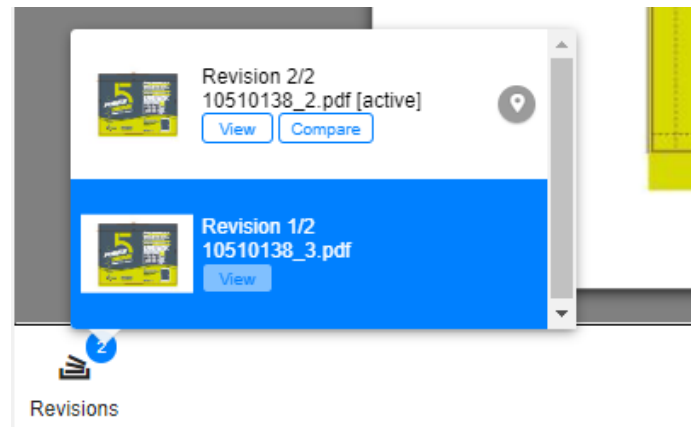 Revision 2/2
10510138_2.pdf [active]
View Compare
Revision 1/2
10510138_3.pdf
View
2
Revisions